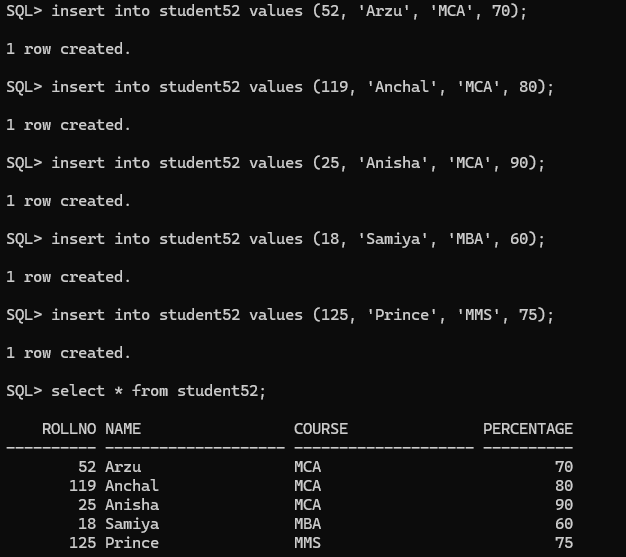 SQL> insert into student52 values (52, 'Arzu', 'MCA', 70);
1 row created.
SQL> insert into student52 values (119, 'Anchal', 'MCA', 80);
1 row created.
SQL> insert into student52 values (25, 'Anisha', 'MCA', 90);
1 row created.
SQL> insert into student52 values (18, 'Samiya', 'MBA', 60);
1 row created.
SQL> insert into student52 values (125, 'Prince', 'MMS', 75);
1 row created.
SQL> select * from student52;
    ROLLNO NAME                 COURSE               PERCENTAGE
---------- -------------------- -------------------- ----------
        52 Arzu                 MCA                          70
       119 Anchal               MCA                          80
        25 Anisha               MCA                          90
        18 Samiya               MBA                          60
       125 Prince               MMS                          75